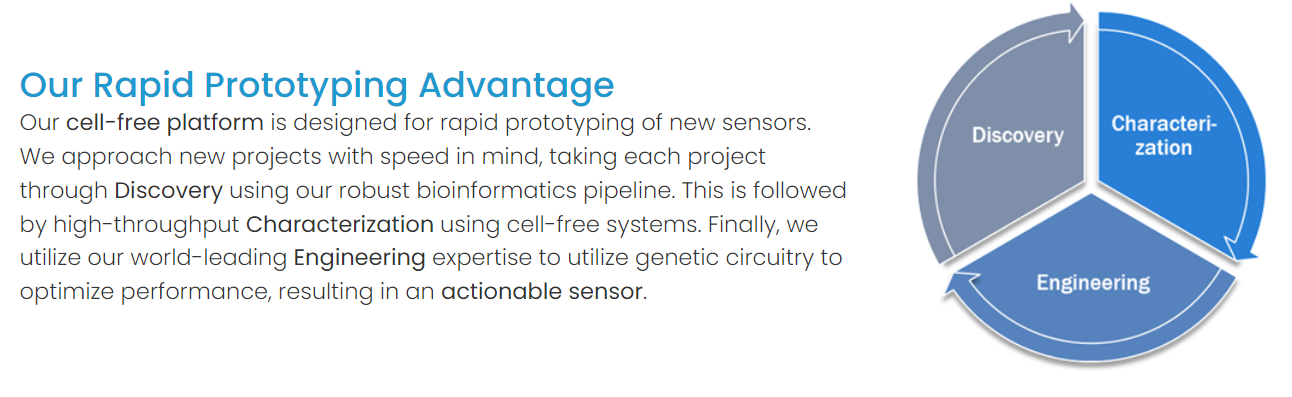 Our Rapid Prototyping Advantage
Our cell-free platform is designed for rapid prototyping of new sensors.
We approach new projects with speed in mind, taking each project
through Discovery using our robust bioinformatics pipeline. This is followed
by high-throughput Characterization using cell-free systems. Finally, we
utilize our world-leading Engineering expertise to utilize genetic circuitry to
optimize performance, resulting in an actionable sensor.
Discovery
Characteri-
zation
Engineering